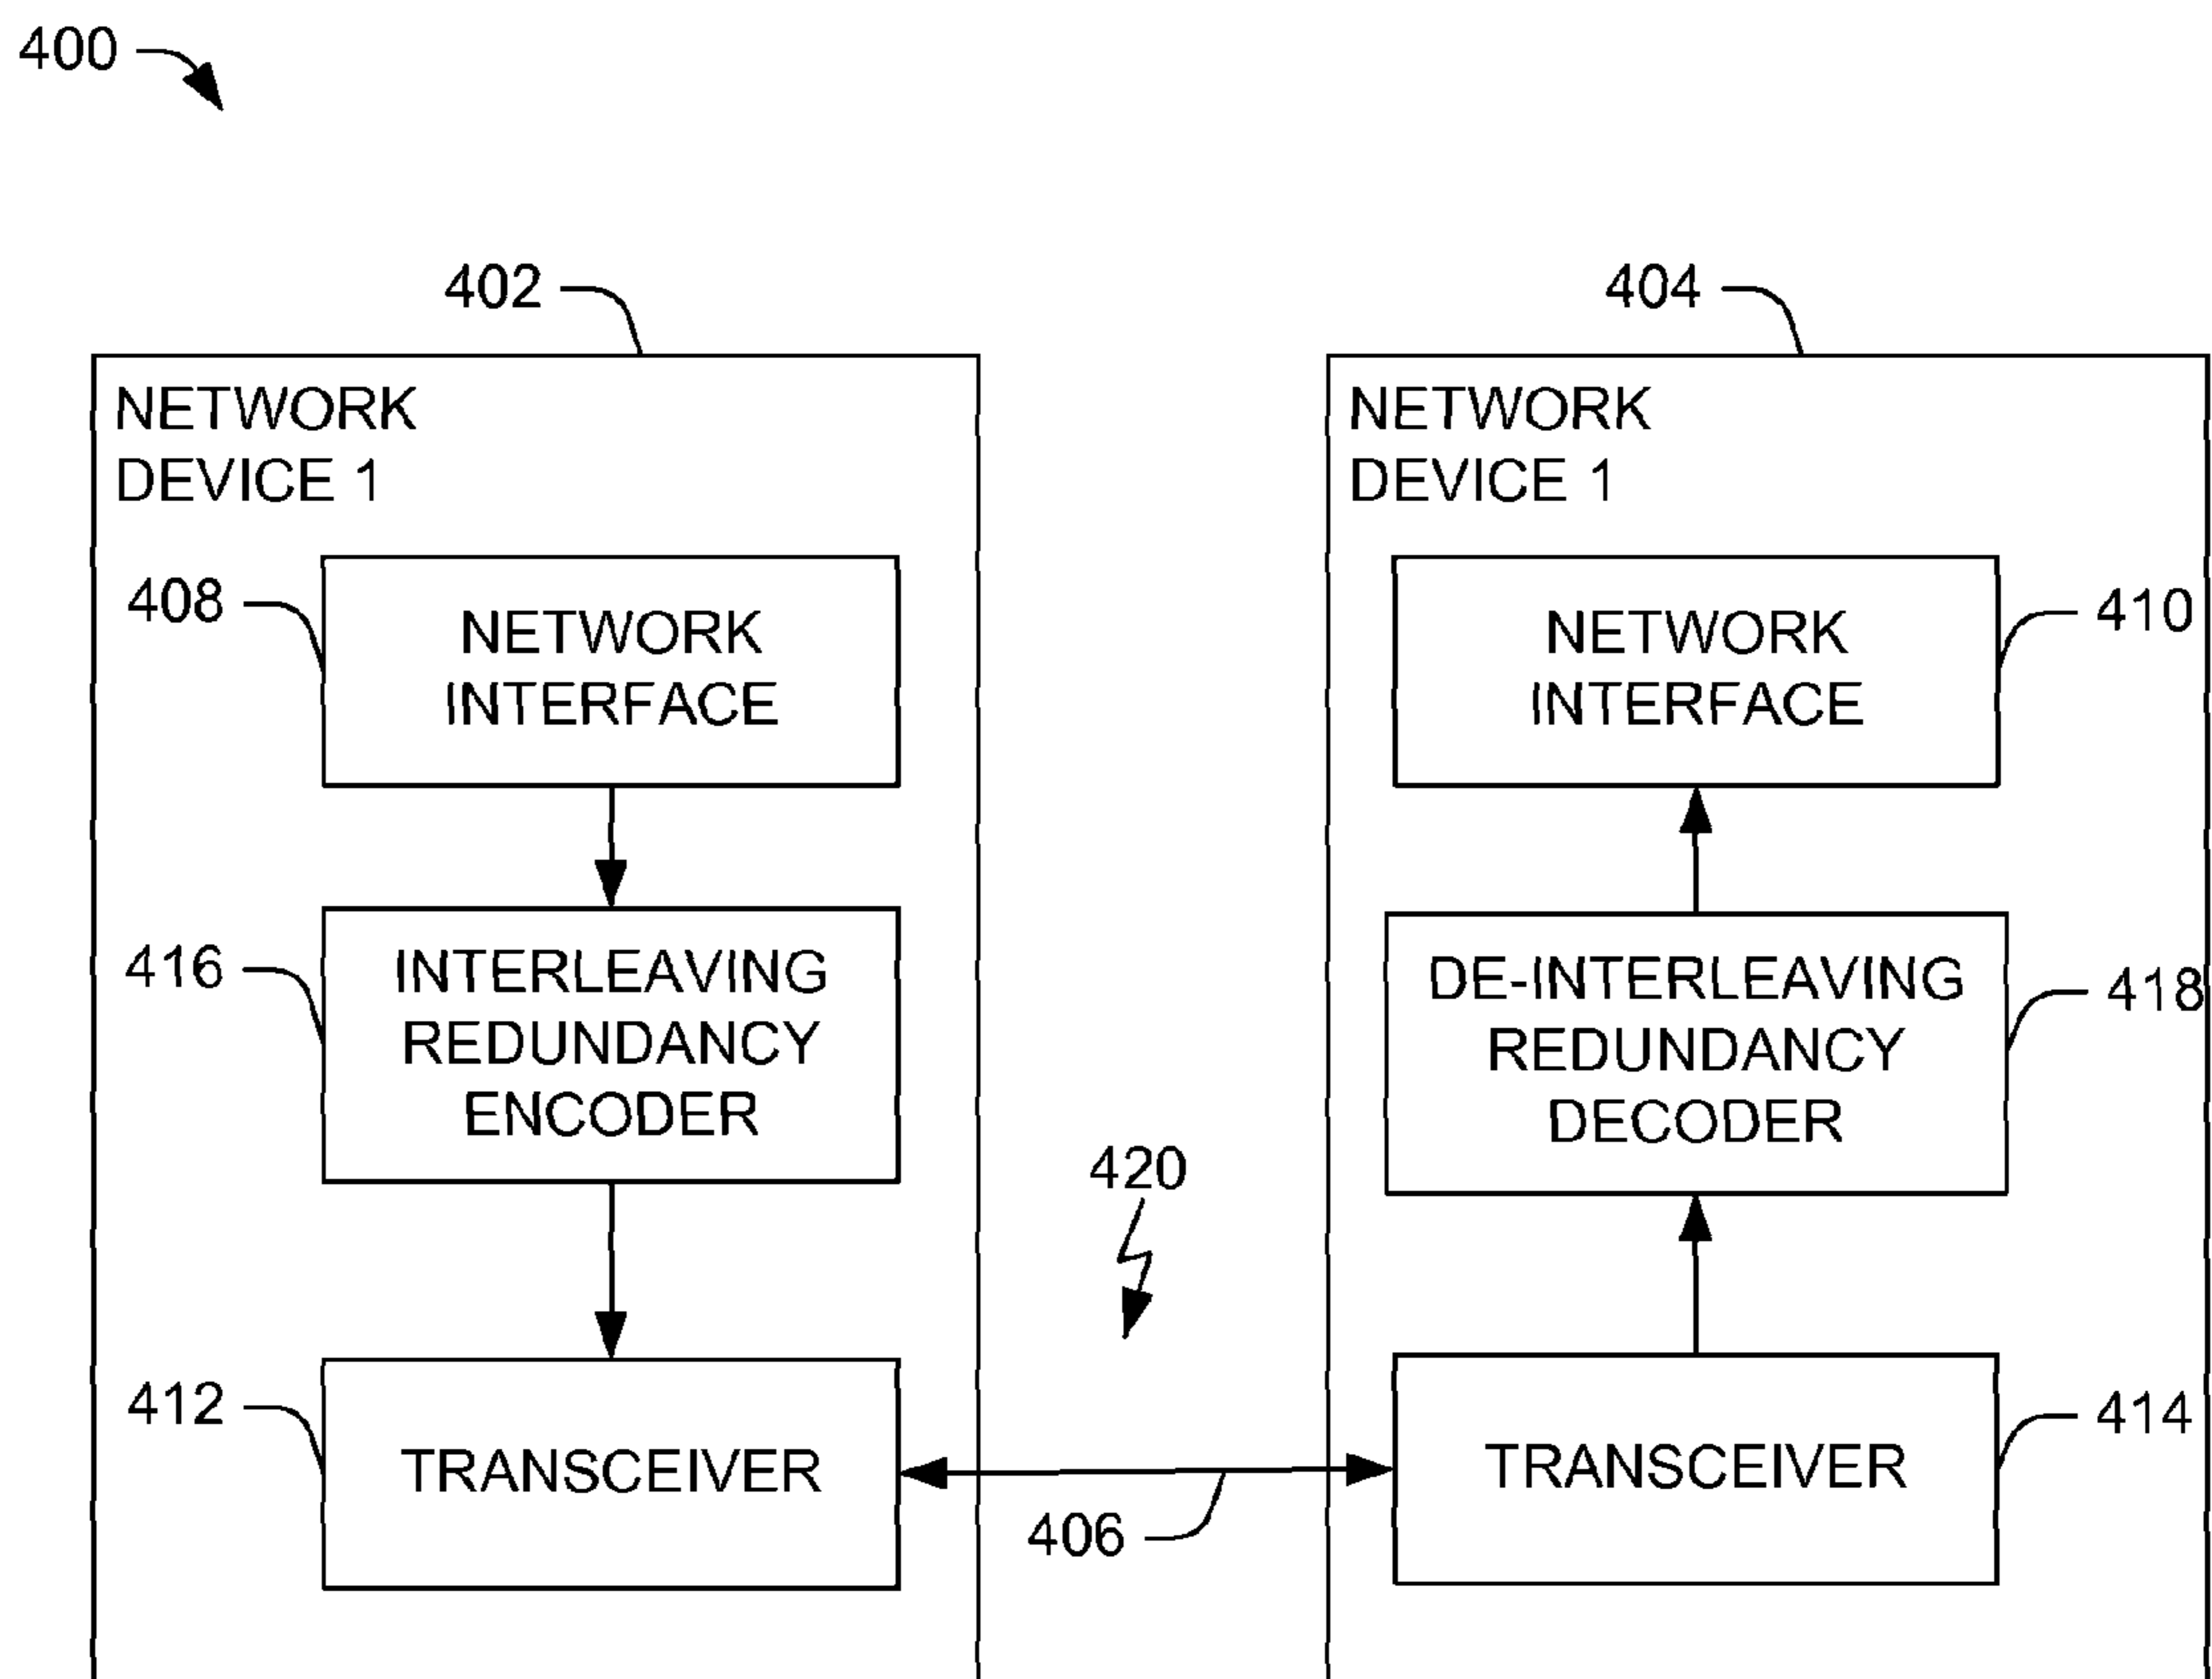 400
402
404
NETWORK
DEVICE 1
NETWORK
DEVICE 1
408
NETWORK
INTERFACE
NETWORK
INTERFACE
410
416
INTERLEAVING
REDUNDANCY
ENCODER
DE-INTERLEAVING
REDUNDANCY
DECODER
418
420
412
TRANSCEIVER
406
TRANSCEIVER
414